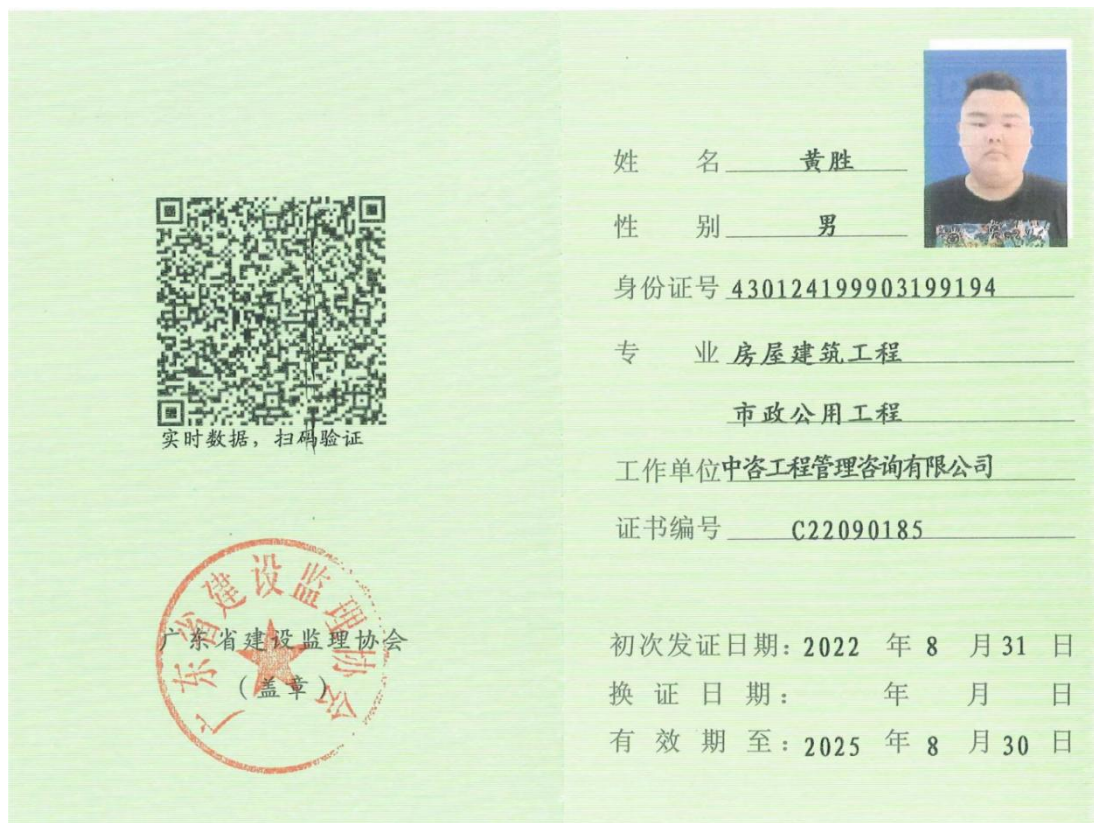 实时数据，扫码验证
广东省建设监理协会
广东省建设监理协会
（盖章）
姓 名 黄胜
性 别 男
身份证号 430124199903199194
专 业 房屋建筑工程
市政公用工程
工作单位 中咨工程管理咨询有限公司
证书编号 C22090185
初次发证日期：2022 年 8 月 31 日
换 证 日 期： 年 月 日
有 效 期 至：2025 年 8 月 30 日